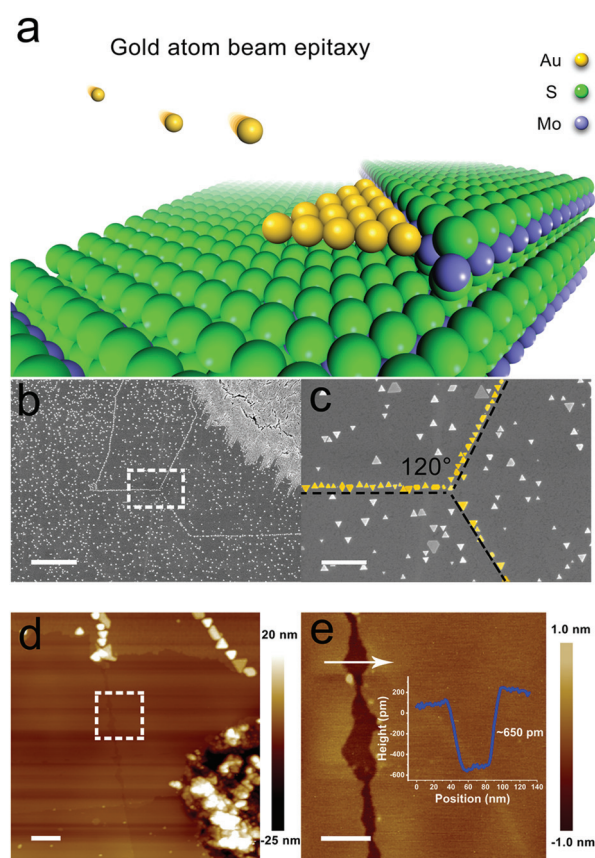 a
Gold atom beam epitaxy
Au
S
Mo
b
c
120°
d
20 nm
-25 nm
e
1.0 nm
-1.0 nm
Height (pm)
200
0
-200
-400
-600
~650 pm
0 20 40 60 80 100 120 140
Position (nm)